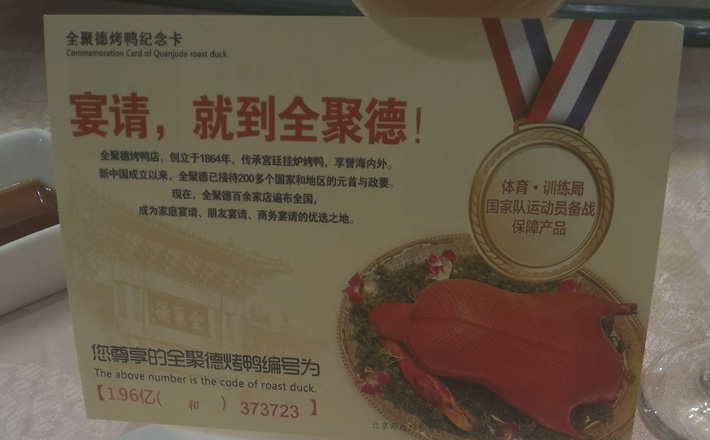 全聚德烤鸭纪念卡
Commemoration Card of Quanjude roast duck.
宴请，就到全聚德！
全聚德烤鸭店，创立于1864年，传承宫廷挂炉烤鸭，享誉海内外。
新中国成立以来，全聚德已接待200多个国家和地区的元首与政要。
现在，全聚德百余家店遍布全国，
成为家庭宴请、朋友宴请、商务宴请的优选之地。
体育·训练局
国家队运动员备战
保障产品
全聚德
您尊享的全聚德烤鸭编号为
The above number is the code of roast duck.
【1.96亿( 和 ) 373723 】